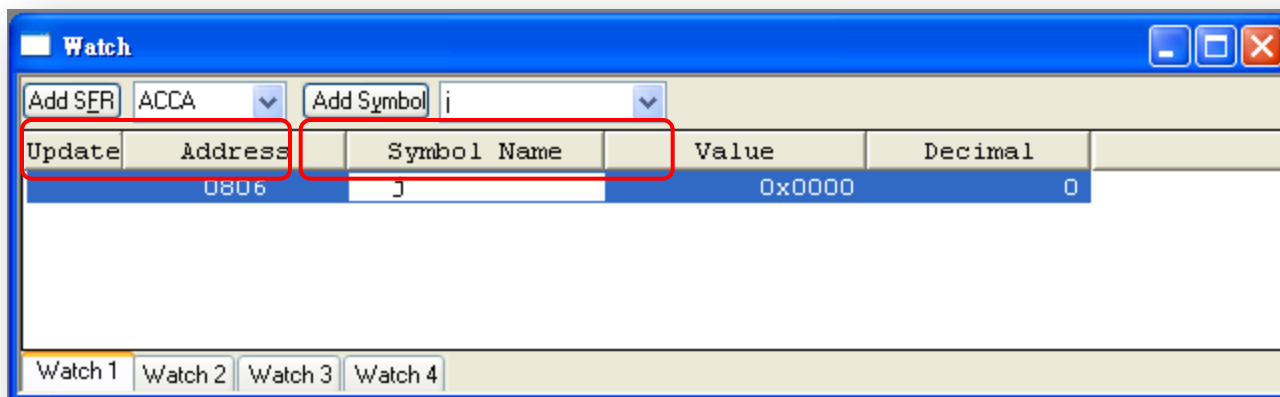 Watch
Add SFR ACCA Add Symbol j
Update Address Symbol Name Value Decimal
0806 j 0x0000 0
Watch 1 Watch 2 Watch 3 Watch 4